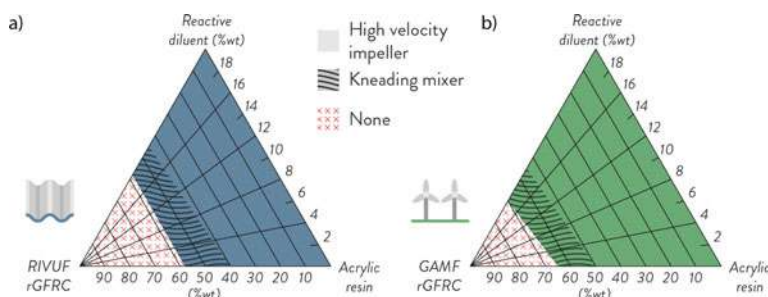 a)
Reactive
diluent (%wt)
18
16
14
12
10
8
6
4
2
RIVUF
rGFRC
90 80 70 60 50 40 30 20 10
(%wt)
Acrylic
resin
High velocity
impeller
Kneading mixer
None
b)
Reactive
diluent (%wt)
18
16
14
12
10
8
6
4
2
GAMF
rGFRC
90 80 70 60 50 40 30 20 10
(%wt)
Acrylic
resin